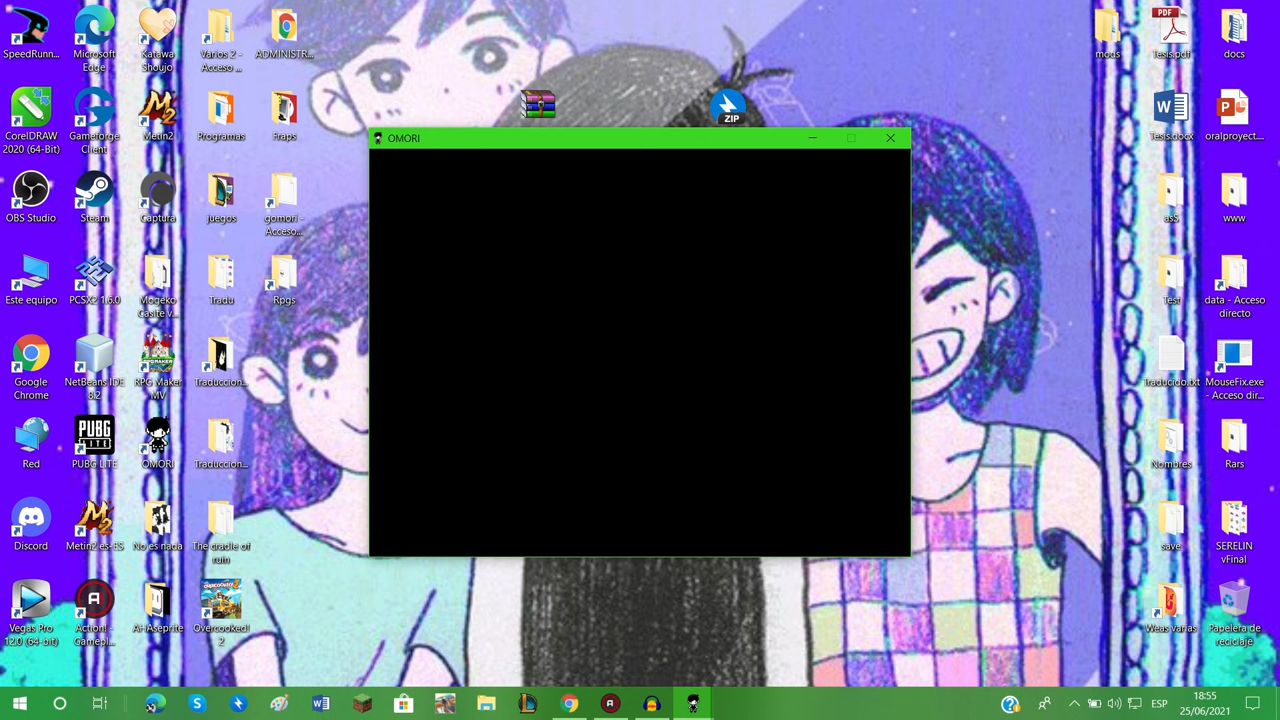 SpeedRunn...
Microsoft
Edge
Katawa
Shoujo
Varios 2 -
Acceso ...
ADMINISTR...
mods
PDF
Tesis.pdf
docs
CorelDRAW
2020 (64-Bit)
Gameforge
Client
Metin2
Programas
Fraps
ZIP
Tesis.docx
oralproyect...
OMORI
OBS Studio
Steam
Captura
juegos
gomori -
Acceso...
asS
www
Este equipo
PCSX2 1.6.0
Mogeko
Castle v...
Tradu
Rpgs
Test
data - Acceso
directo
Google
Chrome
NetBeans IDE
8.2
RPG Maker
MV
Traduccion...
Traducido.txt
MouseFix.exe
- Acceso dir...
Red
PUBG
LITE
PUBG LITE
OMORI
Traduccion...
Nombres
Rars
Discord
Metin2 es-ES
No es nada
The cradle of
ruin
save
SERELIN
vFinal
Vegas Pro
12.0 (64-bit)
Action! -
Gamepl...
AHAseprite
Overcooked!
2
Weas varias
Papelera de
reciclaje
ESP
18:55
25/06/2021